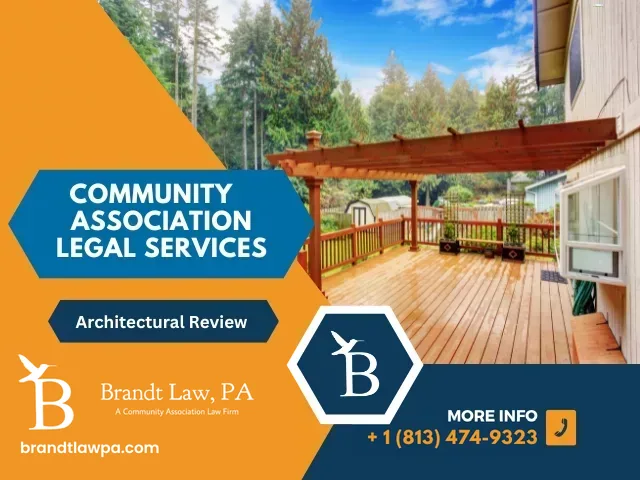 COMMUNITY
ASSOCIATION
LEGAL SERVICES
Architectural Review
B
Brandt Law, PA
A Community Association Law Firm
brandtlawpa.com
B
MORE INFO
+ 1 (813) 474-9323